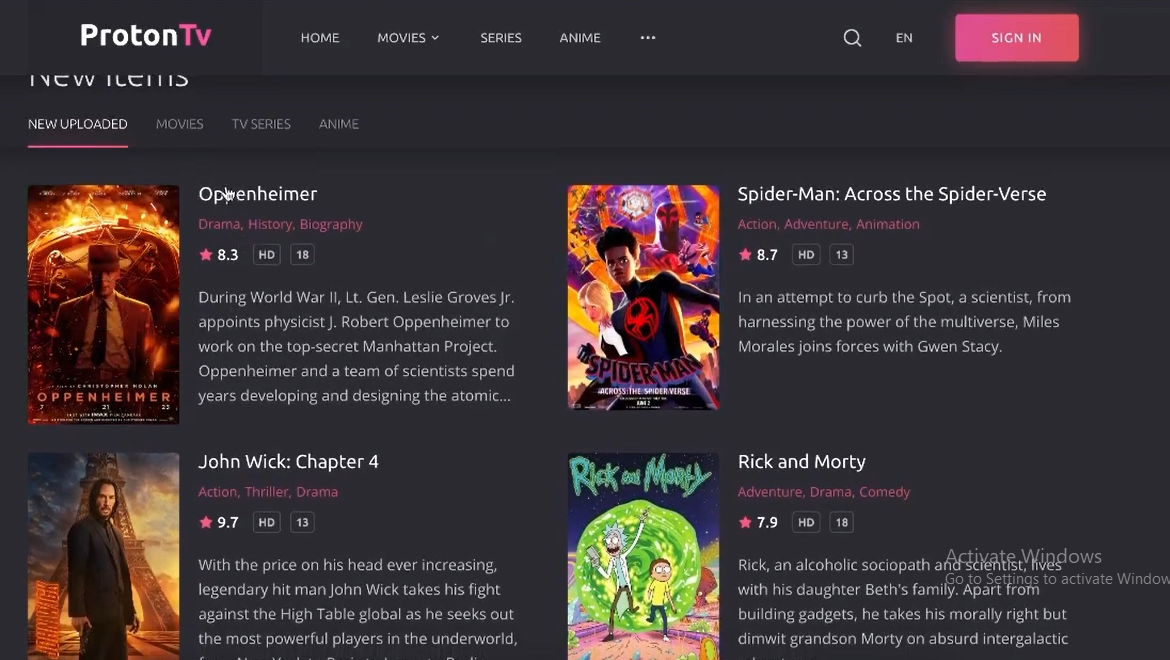 ProtonTv
HOME
MOVIES
SERIES
ANIME
EN
SIGN IN
New items
NEW UPLOADED
MOVIES
TV SERIES
ANIME
Oppenheimer
Drama, History, Biography
8.3
HD
18
During World War II, Lt. Gen. Leslie Groves Jr.
appoints physicist J. Robert Oppenheimer to
work on the top-secret Manhattan Project.
Oppenheimer and a team of scientists spend
years developing and designing the atomic...
A FILM BY CHRISTOPHER NOLAN
OPPENHEIMER
7 21 23
Spider-Man: Across the Spider-Verse
Action, Adventure, Animation
8.7
HD
13
In an attempt to curb the Spot, a scientist, from
harnessing the power of the multiverse, Miles
Morales joins forces with Gwen Stacy.
SPIDER-MAN
ACROSS THE SPIDER-VERSE
JUNE 2
John Wick: Chapter 4
Action, Thriller, Drama
9.7
HD
13
With the price on his head ever increasing,
legendary hit man John Wick takes his fight
against the High Table global as he seeks out
the most powerful players in the underworld,
Rick and Morty
Rick and Morty
Adventure, Drama, Comedy
7.9
HD
18
Rick, an alcoholic sociopath and scientist, lives
with his daughter Beth's family. Apart from
building gadgets, he takes his morally right but
dimwit grandson Morty on absurd intergalactic
Activate Windows
Go to Settings to activate Window